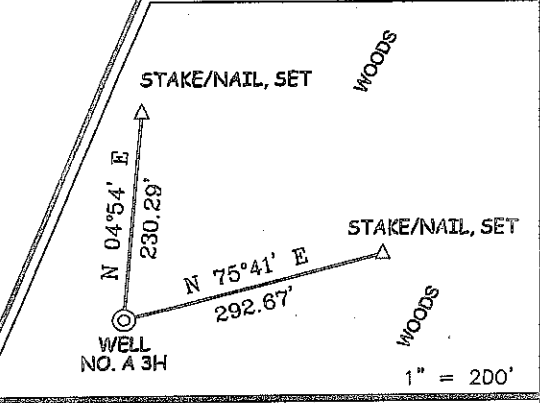 WOODS
STAKE/NAIL, SET
N 04°54' E
230.29'
STAKE/NAIL, SET
N 75°41' E
292.67'
WOODS
WELL
NO. A 3H
1" = 200'